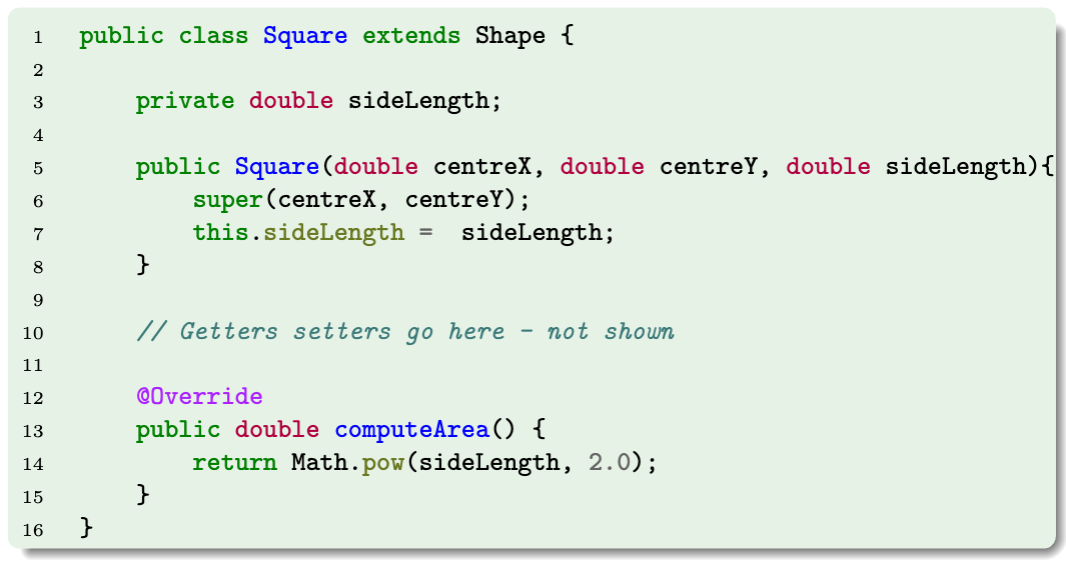 1 public class Square extends Shape {
2
3     private double sideLength;
4
5     public Square(double centreX, double centreY, double sideLength){
6         super(centreX, centreY);
7         this.sideLength =  sideLength;
8     }
9
10     // Getters setters go here - not shown
11
12     @Override
13     public double computeArea() {
14         return Math.pow(sideLength, 2.0);
15     }
16 }